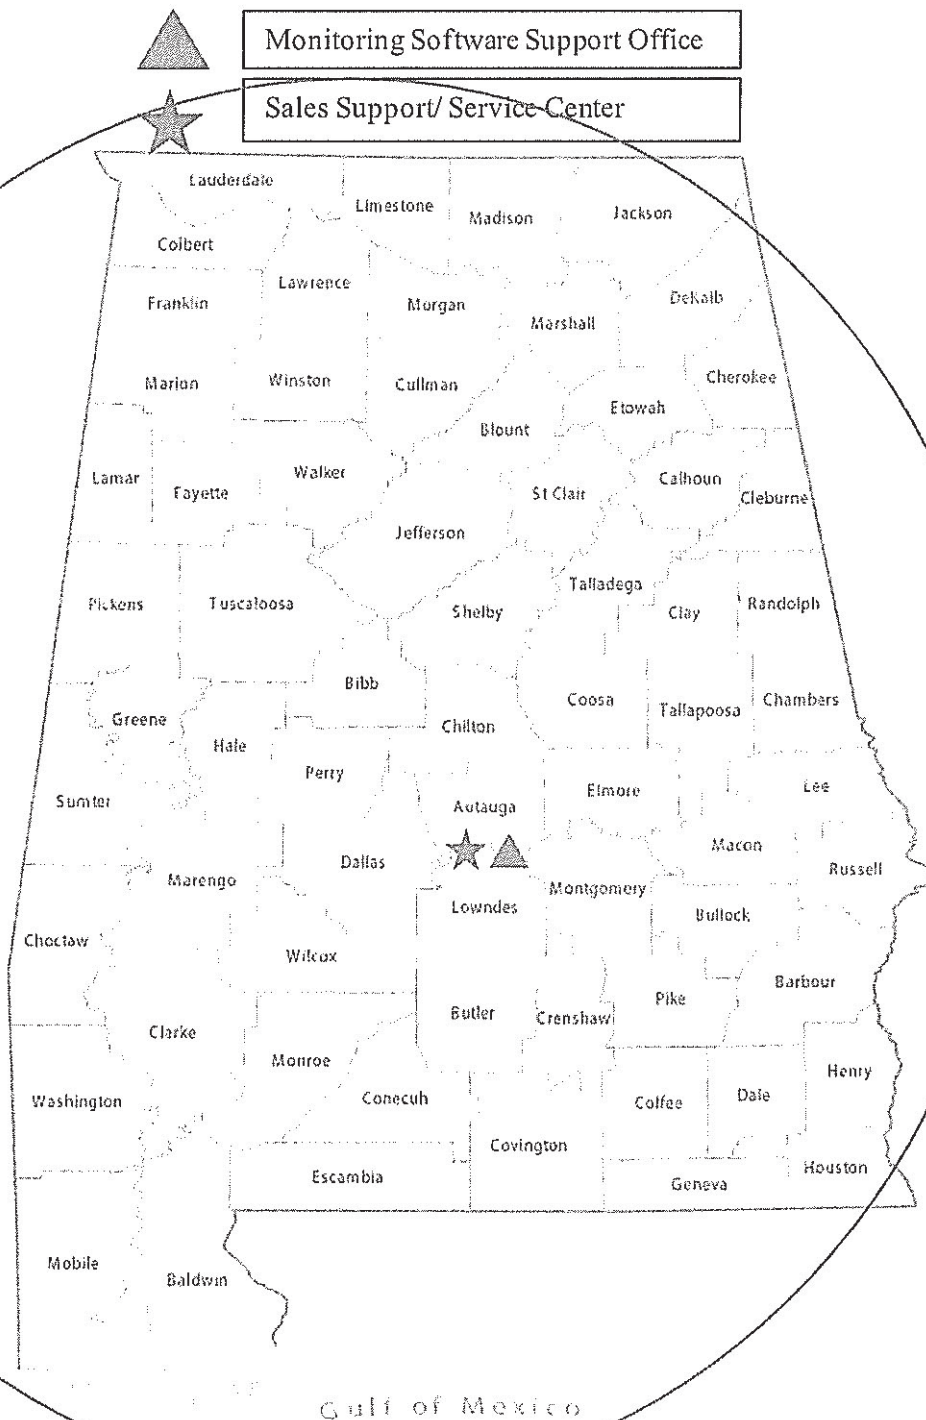 Monitoring Software Support Office
Sales Support/ Service Center
Lauderdale
Limestone
Madison
Jackson
Colbert
Lawrence
Franklin
Morgan
DeKalb
Marshall
Marion
Winston
Cullman
Cherokee
Etowah
Blount
Lamar
Fayette
Walker
St Clair
Calhoun
Cleburne
Jefferson
Pickens
Tuscaloosa
Shelby
Talladega
Clay
Randolph
Bibb
Coosa
Tallapoosa
Chambers
Greene
Hale
Chilton
Perry
Sumter
Autauga
Elmore
Lee
Macon
Dallas
Marengo
Montgomery
Russell
Lowndes
Bullock
Choctaw
Wilcox
Barbour
Pike
Butler
Crenshaw
Clarke
Monroe
Henry
Washington
Conecuh
Coffee
Dale
Covington
Escambia
Geneva
Houston
Mobile
Baldwin
Gulf of Mexico